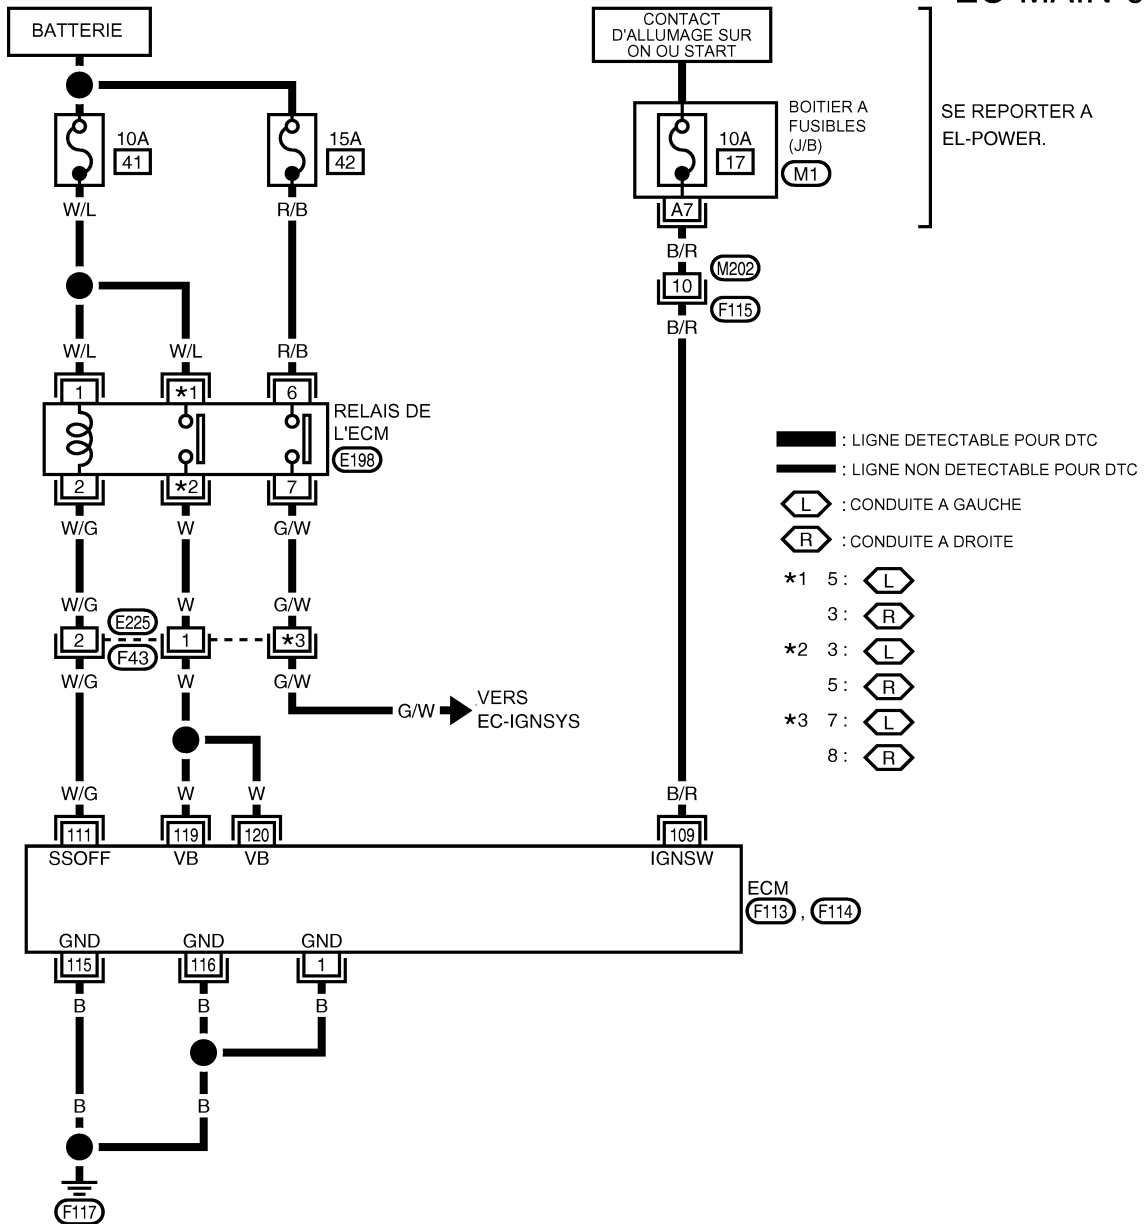 EC-MAIN-
BATTERIE
CONTACT
D'ALLUMAGE SUR
ON OU START
10A
41
15A
42
BOITIER A
FUSIBLES
(J/B)
M1
10A
17
A7
SE REPORTER A
EL-POWER.
W/L
R/B
B/R
10
M202
F115
B/R
W/L
W/L
R/B
1
*1
6
RELAIS DE
L'ECM
E198
2
*2
7
W/G
W
G/W
W/G
W
G/W
2
E225
F43
1
*3
W/G
W
G/W
G/W
VERS
EC-IGNSYS
: LIGNE DETECTABLE POUR DTC
: LIGNE NON DETECTABLE POUR DTC
L : CONDUITE A GAUCHE
R : CONDUITE A DROITE
*1 5 : L
3 : R
*2 3 : L
5 : R
*3 7 : L
8 : R
W/G
W
W
B/R
111
119
120
109
SSOFF
VB
VB
IGNSW
ECM
F113 , F114
GND
GND
GND
115
116
1
B
B
B
B
B
F117